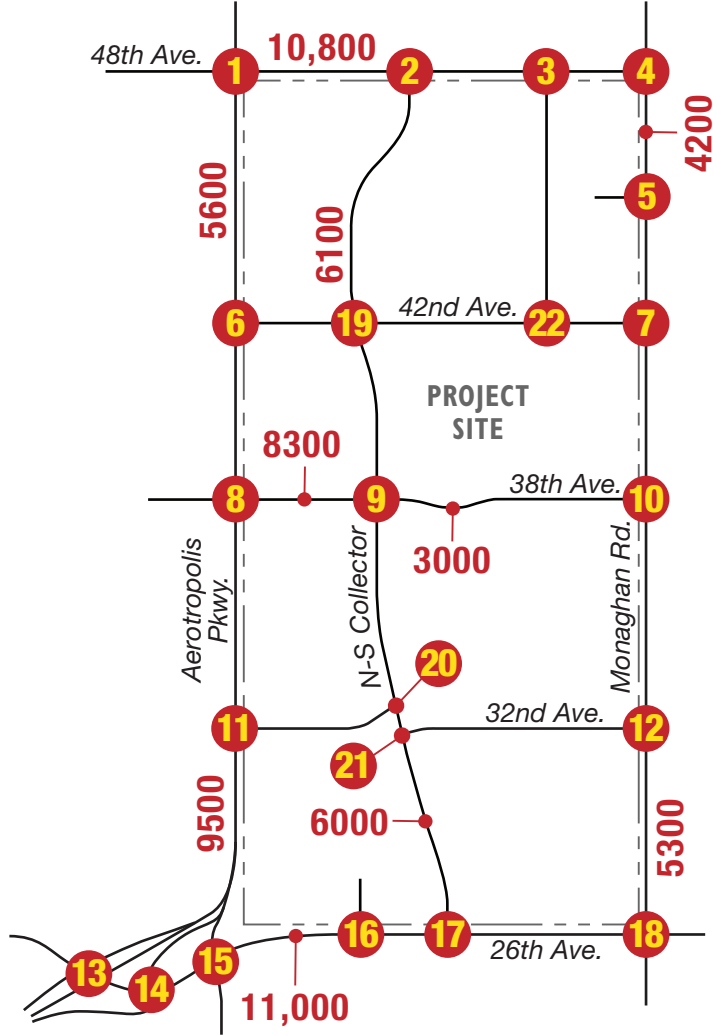 10,800
48th Ave.
1
2
3
4
4200
5
5600
6100
42nd Ave.
6
19
22
7
PROJECT
SITE
8300
38th Ave.
8
9
10
3000
Aerotropolis
Pkwy.
N-S Collector
Monaghan Rd.
20
32nd Ave.
11
12
21
9500
6000
5300
16
17
18
26th Ave.
15
13
14
11,000